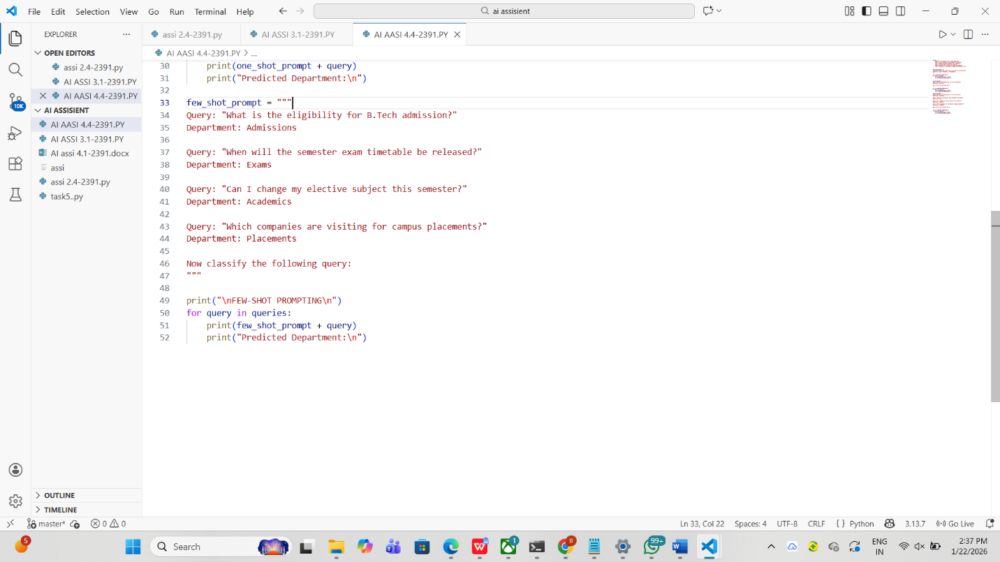 File Edit Selection View Go Run Terminal Help
ai assisient
EXPLORER
OPEN EDITORS
assi 2.4-2391.py
AI ASSI 3.1-2391.PY
AI AASI 4.4-2391.PY
AI ASSISIENT
AI AASI 4.4-2391.PY
AI ASSI 3.1-2391.PY
AI assi 4.1-2391.docx
assi
assi 2.4-2391.py
task5..py
OUTLINE
TIMELINE
10K
assi 2.4-2391.py AI ASSI 3.1-2391.PY AI AASI 4.4-2391.PY
AI AASI 4.4-2391.PY > ...
30 print(one_shot_prompt + query)
31 print("Predicted Department:\n")
32
33 few_shot_prompt = """
34 Query: "What is the eligibility for B.Tech admission?"
35 Department: Admissions
36
37 Query: "When will the semester exam timetable be released?"
38 Department: Exams
39
40 Query: "Can I change my elective subject this semester?"
41 Department: Academics
42
43 Query: "Which companies are visiting for campus placements?"
44 Department: Placements
45
46 Now classify the following query:
47 """
48
49 print("\nFEW-SHOT PROMPTING\n")
50 for query in queries:
51 print(few_shot_prompt + query)
52 print("Predicted Department:\n")
master* 0 0 Ln 33, Col 22 Spaces: 4 UTF-8 CRLF {} Python 3.13.7 Go Live
5 Search 1 8 99+ ENG IN 2:37 PM
1/22/2026